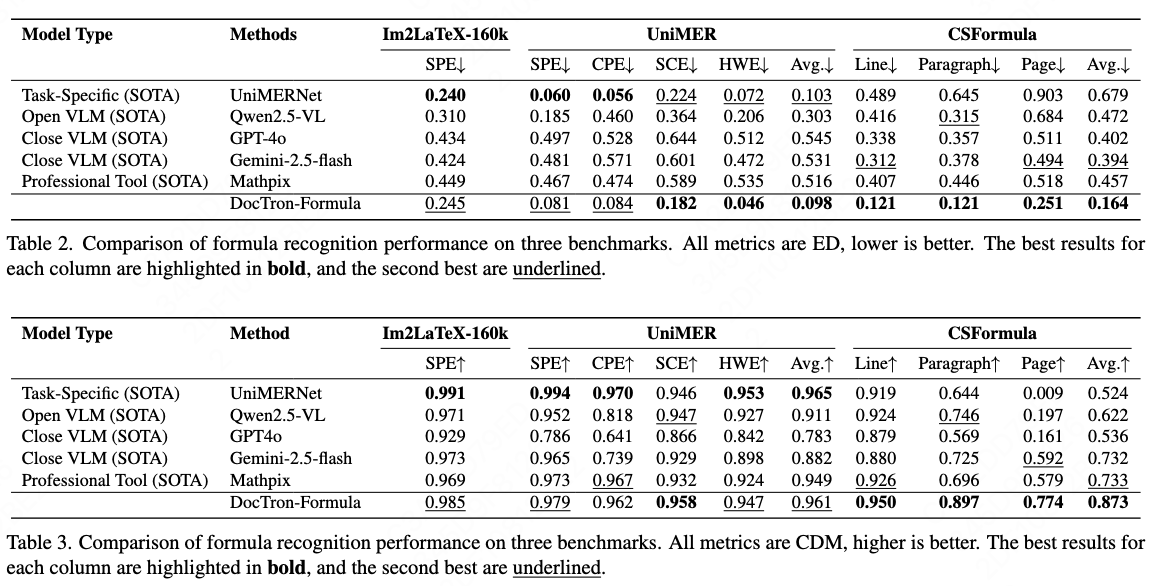 Model Type Methods Im2LaTeX-160k UniMER CSFormula
SPE↓ SPE↓ CPE↓ SCE↓ HWE↓ Avg.↓ Line↓ Paragraph↓ Page↓ Avg.↓
Task-Specific (SOTA) UniMERNet 0.240 0.060 0.056 0.224 0.072 0.103 0.489 0.645 0.903 0.679
Open VLM (SOTA) Qwen2.5-VL 0.310 0.185 0.460 0.364 0.206 0.303 0.416 0.315 0.684 0.472
Close VLM (SOTA) GPT-4o 0.434 0.497 0.528 0.644 0.512 0.545 0.338 0.357 0.511 0.402
Close VLM (SOTA) Gemini-2.5-flash 0.424 0.481 0.571 0.601 0.472 0.531 0.312 0.378 0.494 0.394
Professional Tool (SOTA) Mathpix 0.449 0.467 0.474 0.589 0.535 0.516 0.407 0.446 0.518 0.457
DocTron-Formula 0.245 0.081 0.084 0.182 0.046 0.098 0.121 0.121 0.251 0.164
Table 2. Comparison of formula recognition performance on three benchmarks. All metrics are ED, lower is better. The best results for
each column are highlighted in bold, and the second best are underlined.
Model Type Method Im2LaTeX-160k UniMER CSFormula
SPE↑ SPE↑ CPE↑ SCE↑ HWE↑ Avg.↑ Line↑ Paragraph↑ Page↑ Avg.↑
Task-Specific (SOTA) UniMERNet 0.991 0.994 0.970 0.946 0.953 0.965 0.919 0.644 0.009 0.524
Open VLM (SOTA) Qwen2.5-VL 0.971 0.952 0.818 0.947 0.927 0.911 0.924 0.746 0.197 0.622
Close VLM (SOTA) GPT4o 0.929 0.786 0.641 0.866 0.842 0.783 0.879 0.569 0.161 0.536
Close VLM (SOTA) Gemini-2.5-flash 0.973 0.965 0.739 0.929 0.898 0.882 0.880 0.725 0.592 0.732
Professional Tool (SOTA) Mathpix 0.969 0.973 0.967 0.932 0.924 0.949 0.926 0.696 0.579 0.733
DocTron-Formula 0.985 0.979 0.962 0.958 0.947 0.961 0.950 0.897 0.774 0.873
Table 3. Comparison of formula recognition performance on three benchmarks. All metrics are CDM, higher is better. The best results for
each column are highlighted in bold, and the second best are underlined.